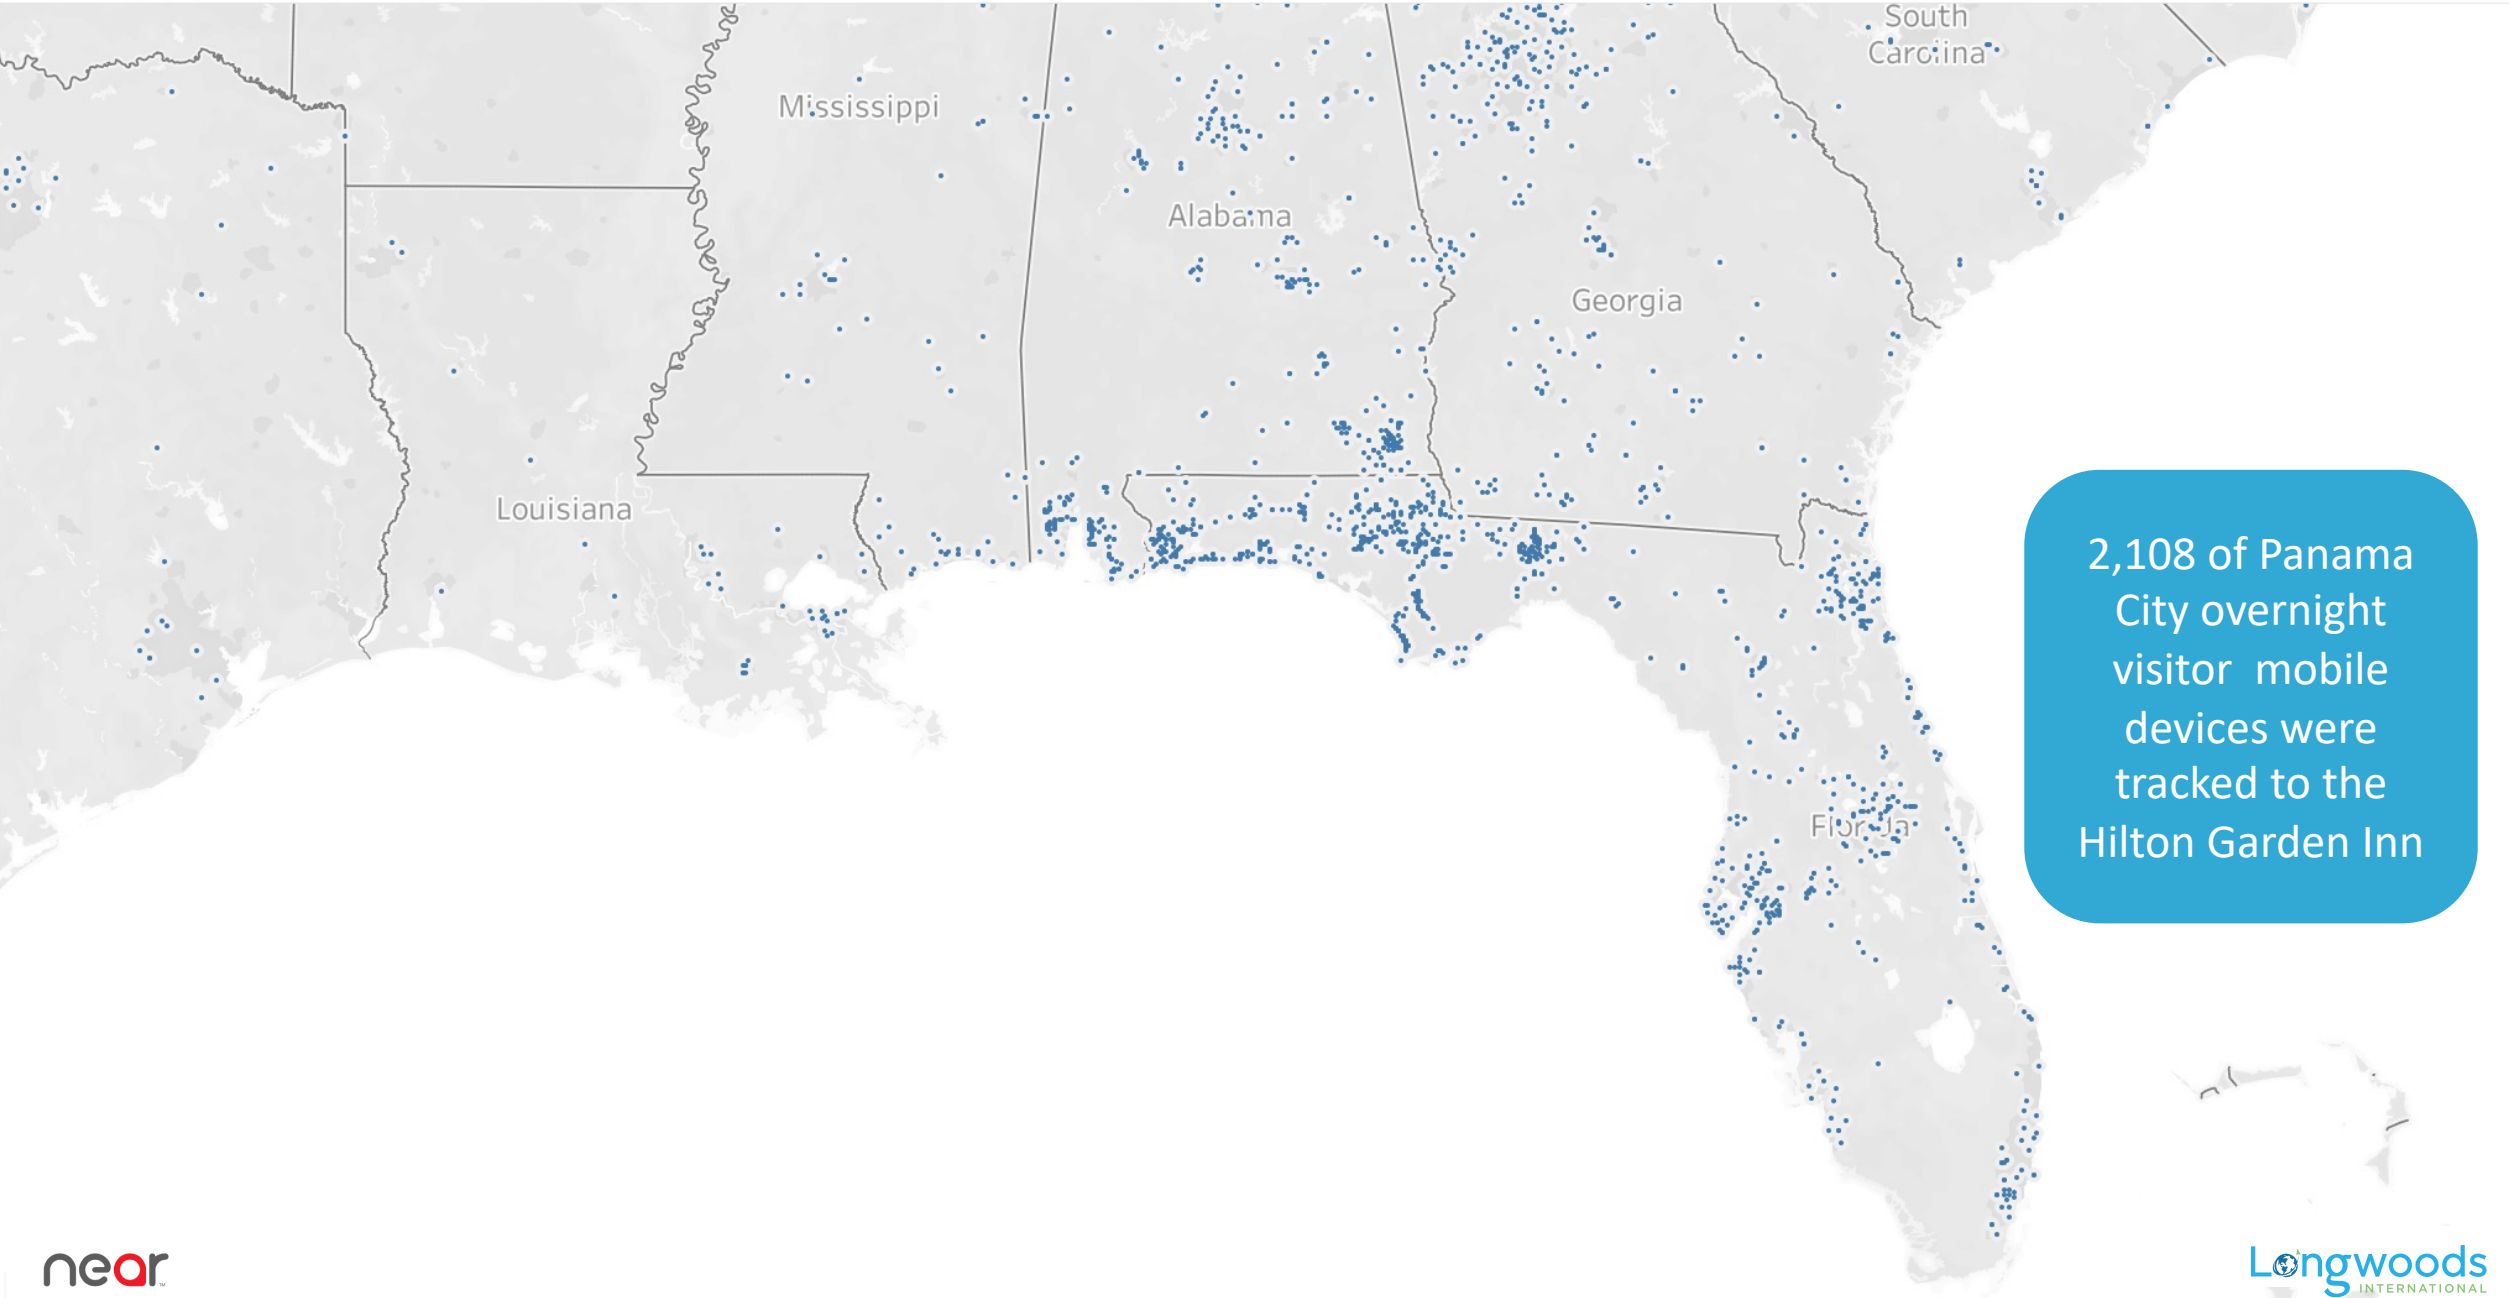 South
Carolina
Mississippi
Alabama
Georgia
Louisiana
2,108 of Panama
City overnight
visitor  mobile
devices were
tracked to the
Hilton Garden Inn
Florida
near
Longwoods
INTERNATIONAL